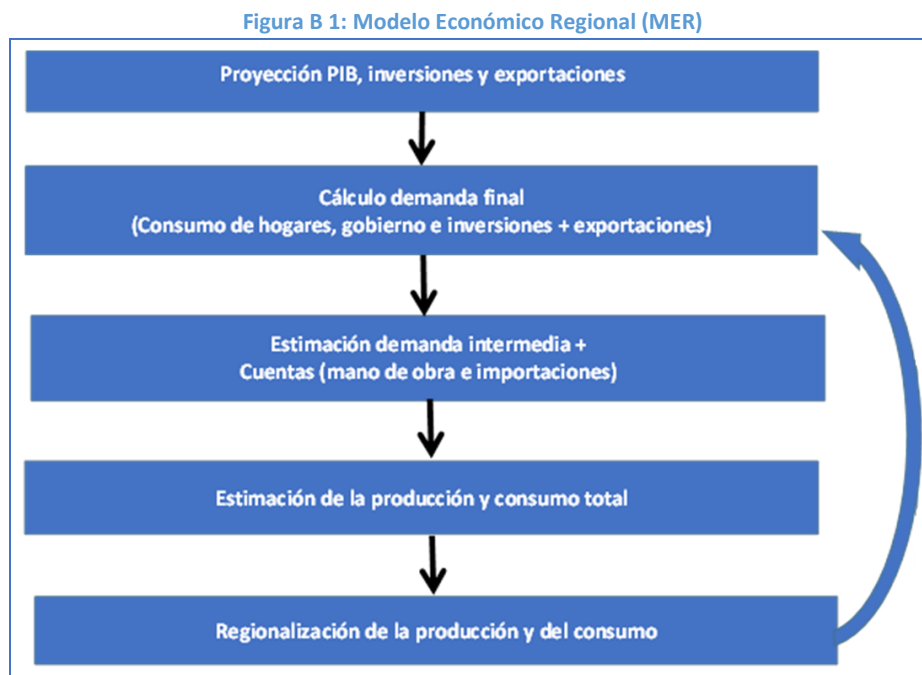 Figura B 1: Modelo Económico Regional (MER)
Proyección PIB, inversiones y exportaciones
Cálculo demanda final
(Consumo de hogares, gobierno e inversiones + exportaciones)
Estimación demanda intermedia +
Cuentas (mano de obra e importaciones)
Estimación de la producción y consumo total
Regionalización de la producción y del consumo